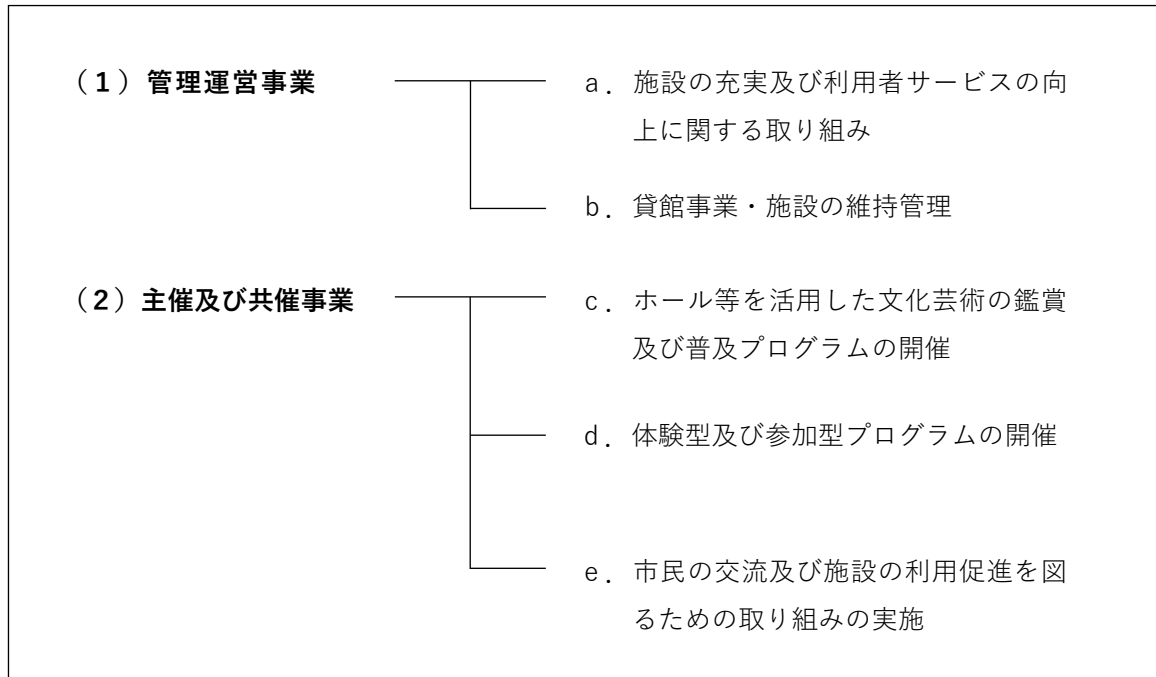 （1）管理運営事業
a．施設の充実及び利用者サービスの向
上に関する取り組み
b．貸館事業・施設の維持管理
（2）主催及び共催事業
c．ホール等を活用した文化芸術の鑑賞
及び普及プログラムの開催
d．体験型及び参加型プログラムの開催
e．市民の交流及び施設の利用促進を図
るための取り組みの実施